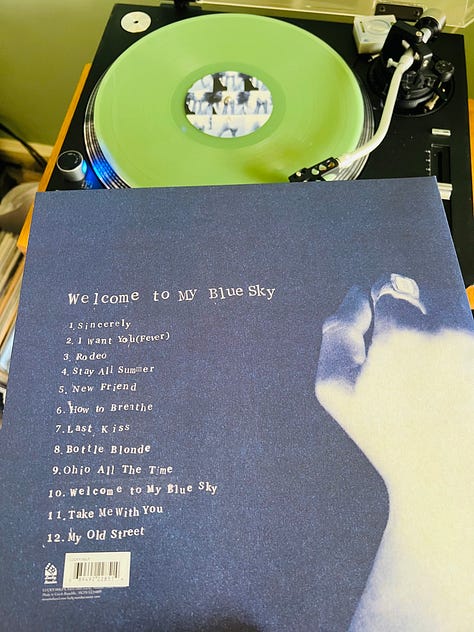 Welcome to My Blue Sky
1. Sincerely
2. I Want You (Fever)
3. Rodeo
4. Stay All Summer
5. New Friend
6. How to Breathe
7. Last Kiss
8. Bottle Blonde
9. Ohio All The Time
10. Welcome to My Blue Sky
11. Take Me With You
12. My Old Street